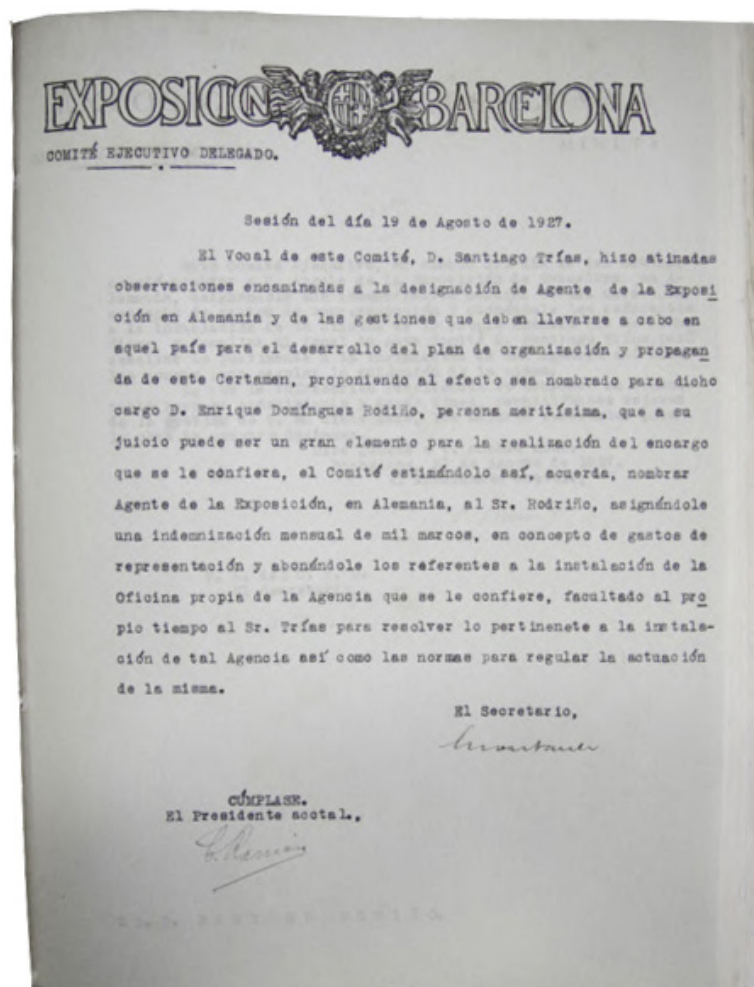 EXPOSICION BARCELONA
COMITÉ EJECUTIVO DELEGADO.
Sesión del día 19 de Agosto de 1927.
El Vocal de este Comité, D. Santiago Trías, hizo atinadas
observaciones encaminadas a la designación de Agente de la Exposi
ción en Alemania y de las gestiones que deben llevarse a cabo en
aquel país para el desarrollo del plan de organización y propagan
da de este Certamen, proponiendo al efecto sea nombrado para dicho
cargo D. Enrique Domínguez Rodiño, persona meritísima, que a su
juicio puede ser un gran elemento para la realización del encargo
que se le confiera, el Comité estimándolo así, acuerda, nombrar
Agente de la Exposición, en Alemania, al Sr. Rodriño, asignándole
una indemnización mensual de mil marcos, en concepto de gastos de
representación y abonándole los referentes a la instalación de la
Oficina propia de la Agencia que se le confiere, facultado al pro
pio tiempo al Sr. Trías para resolver lo pertinenete a la instala-
ción de tal Agencia así como las normas para regular la actuación
de la misma.
El Secretario,
CÚMPLASE.
El Presidente acctal.,